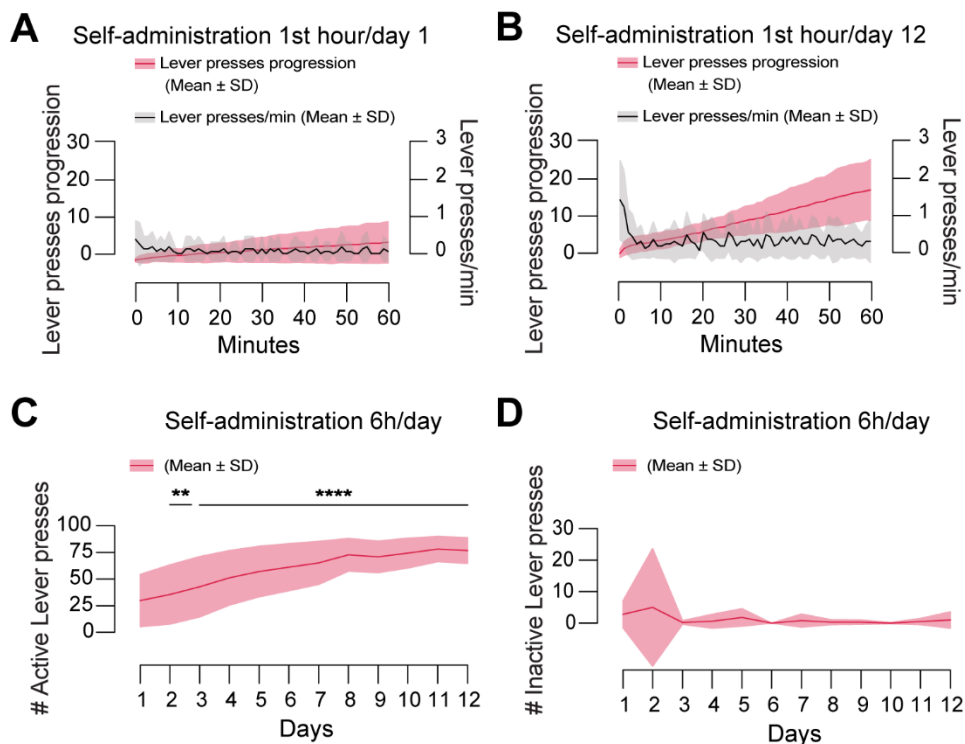 A
Self-administration 1st hour/day 1
Lever presses progression
(Mean ± SD)
Lever presses/min (Mean ± SD)
Lever presses progression
30
20
10
0
3
2
1
0
Lever presses/min
0 10 20 30 40 50 60
Minutes
B
Self-administration 1st hour/day 12
Lever presses progression
(Mean ± SD)
Lever presses/min (Mean ± SD)
Lever presses progression
30
20
10
0
3
2
1
0
Lever presses/min
0 10 20 30 40 50 60
Minutes
C
Self-administration 6h/day
(Mean ± SD)
** ****
# Active Lever presses
100
75
50
25
0
1 2 3 4 5 6 7 8 9 10 11 12
Days
D
Self-administration 6h/day
(Mean ± SD)
# Inactive Lever presses
30
20
10
0
1 2 3 4 5 6 7 8 9 10 11 12
Days